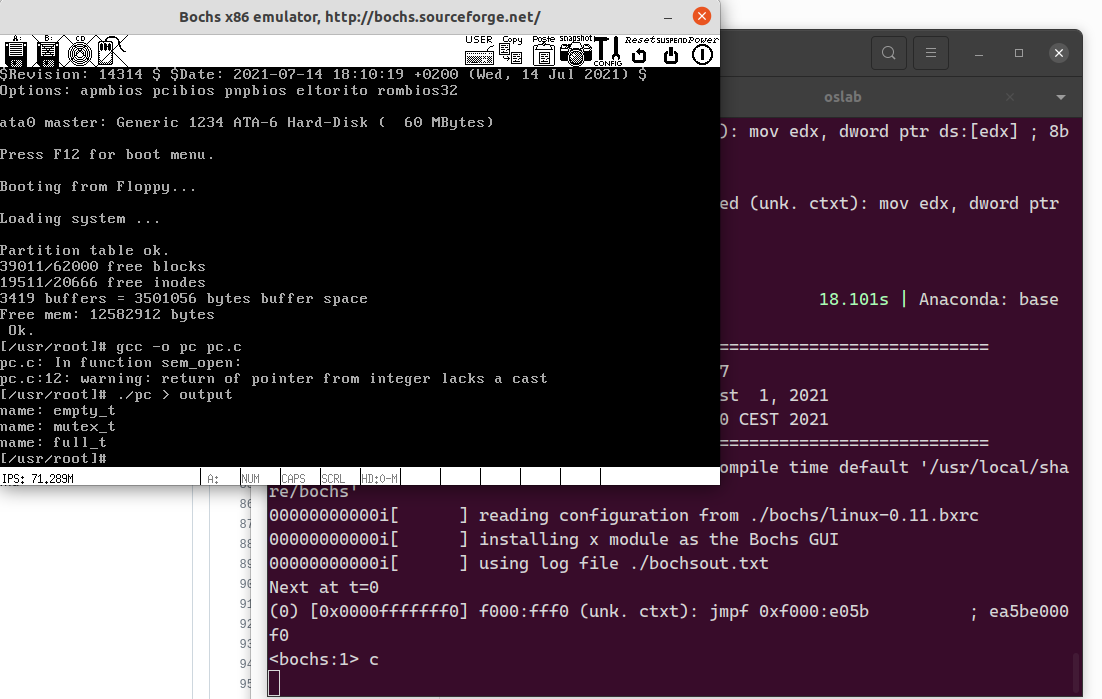 Bochs x86 emulator, http://bochs.sourceforge.net/
A: B: CD USER Copy Paste snapshot CONFIG Reset SUSPEND Power
$Revision: 14314 $ $Date: 2021-07-14 18:10:19 +0200 (Wed, 14 Jul 2021) $
Options: apmbios pcibios pnpbios eltorito rombios32
ata0 master: Generic 1234 ATA-6 Hard-Disk (  60 MBytes)
Press F12 for boot menu.
Booting from Floppy...
Loading system ...
Partition table ok.
39011/62000 free blocks
19511/20666 free inodes
3419 buffers = 3501056 bytes buffer space
Free mem: 12582912 bytes
 Ok.
[/usr/root]# gcc -o pc pc.c
pc.c: In function sem_open:
pc.c:12: warning: return of pointer from integer lacks a cast
[/usr/root]# ./pc > output
name: empty_t
name: mutex_t
name: full_t
[/usr/root]#
IPS: 71.289M A: NUM CAPS SCRL HD:0-M
oslab
): mov edx, dword ptr ds:[edx] ; 8b
ed (unk. ctxt): mov edx, dword ptr
18.101s | Anaconda: base
=========================
7
st  1, 2021
0 CEST 2021
=========================
ompile time default '/usr/local/sha
re/bochs'
00000000000i[      ] reading configuration from ./bochs/linux-0.11.bxrc
00000000000i[      ] installing x module as the Bochs GUI
00000000000i[      ] using log file ./bochsout.txt
Next at t=0
(0) [0x0000fffffff0] f000:fff0 (unk. ctxt): jmpf 0xf000:e05b          ; ea5be000
f0
<bochs:1> c
86
87
88
89
90
91
92
93
94
95